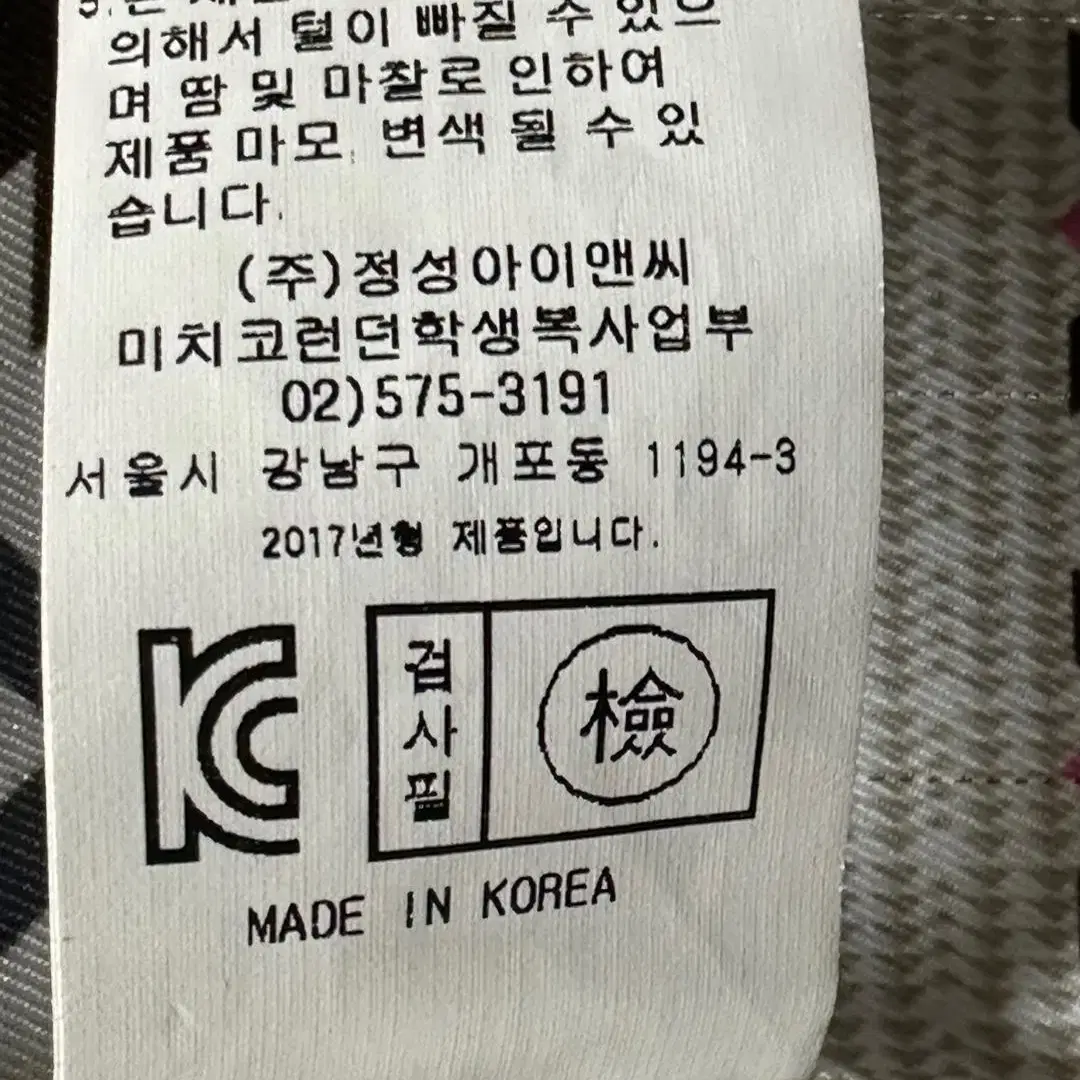 의해서 털이 빠질 수 있으
며 땀 및 마찰로 인하여
제품 마모. 변색 될 수 있
습니다.
(주)정성아이앤씨
미치코런던학생복사업부
02)575-3191
서울시 강남구 개포동 1194-3
2017년형 제품입니다.
KC
검사필
檢
MADE IN KOREA